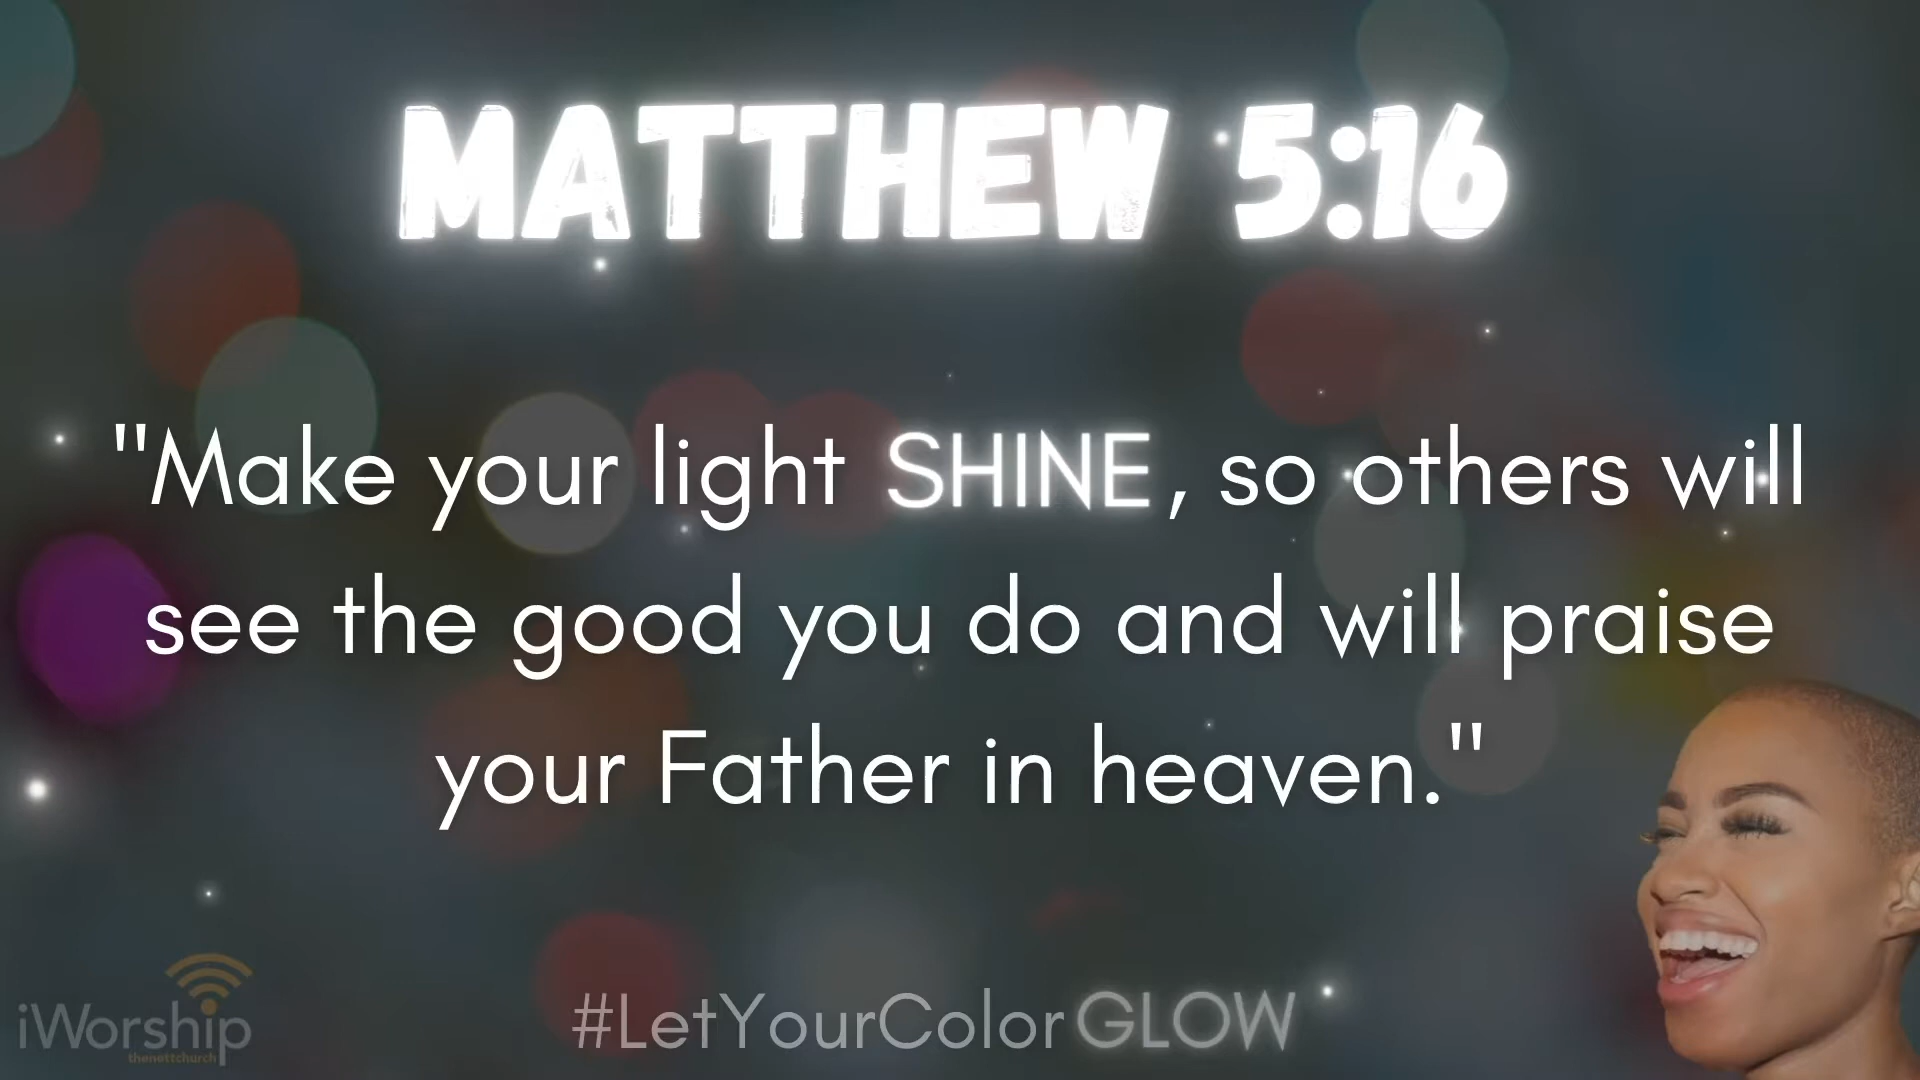 MATTHEW 5:16
"Make your light SHINE, so others will
see the good you do and will praise
your Father in heaven."
iWorship
thenettchurch
#LetYourColorGLOW